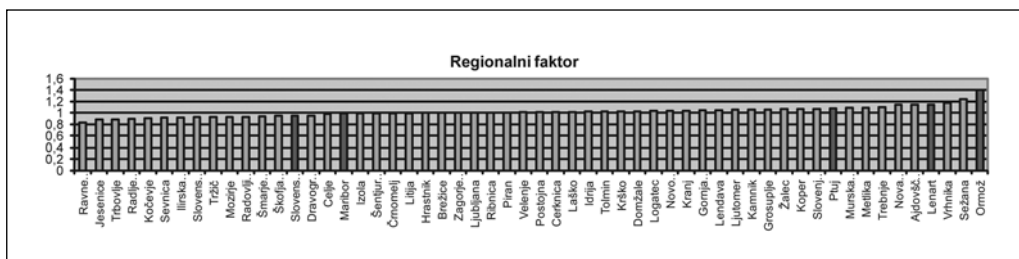 Regionalni faktor
1,6
1,4
1,2
1
0,8
0,6
0,4
0,2
0
Ravne…
Jesenice
Trbovlje
Radlje…
Kočevje
Sevnica
Ilirska…
Slovens…
Tržič
Mozirje
Radovlji…
Šmarje…
Škofja…
Slovens…
Dravogr…
Celje
Maribor
Izola
Šentjur…
Črnomelj
Litija
Hrastnik
Brežice
Zagorje…
Ljubljana
Ribnica
Piran
Velenje
Postojna
Cerknica
Laško
Idrija
Tolmin
Krško
Domžale
Logatec
Novo…
Kranj
Gornja…
Lendava
Ljutomer
Kamnik
Grosuplje
Žalec
Koper
Slovenj…
Ptuj
Murska…
Metlika
Trebnje
Nova…
Ajdovšč…
Lenart
Vrhnika
Sežana
Ormož